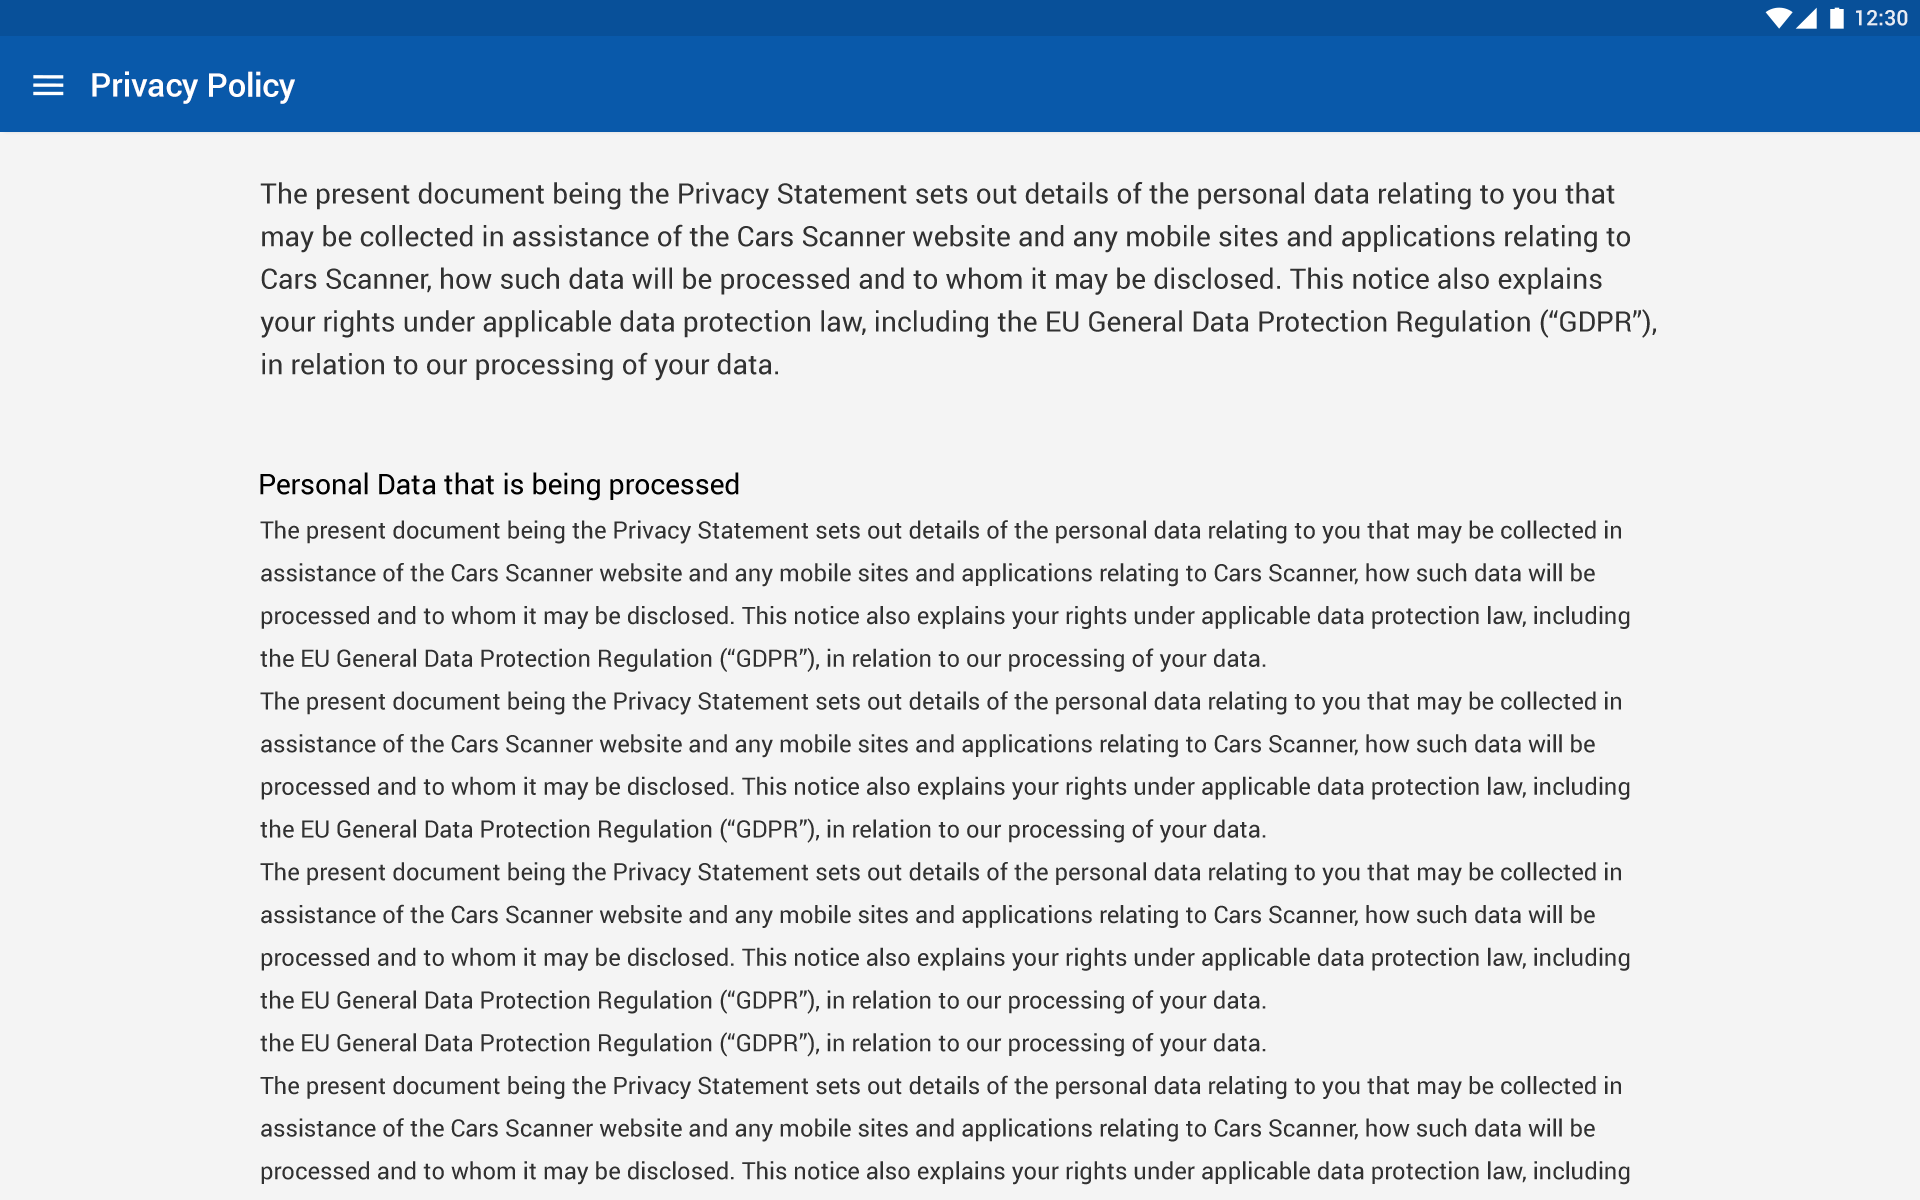 12:30
Privacy Policy
The present document being the Privacy Statement sets out details of the personal data relating to you that
may be collected in assistance of the Cars Scanner website and any mobile sites and applications relating to
Cars Scanner, how such data will be processed and to whom it may be disclosed. This notice also explains
your rights under applicable data protection law, including the EU General Data Protection Regulation (“GDPR”),
in relation to our processing of your data.
Personal Data that is being processed
The present document being the Privacy Statement sets out details of the personal data relating to you that may be collected in
assistance of the Cars Scanner website and any mobile sites and applications relating to Cars Scanner, how such data will be
processed and to whom it may be disclosed. This notice also explains your rights under applicable data protection law, including
the EU General Data Protection Regulation (“GDPR”), in relation to our processing of your data.
The present document being the Privacy Statement sets out details of the personal data relating to you that may be collected in
assistance of the Cars Scanner website and any mobile sites and applications relating to Cars Scanner, how such data will be
processed and to whom it may be disclosed. This notice also explains your rights under applicable data protection law, including
the EU General Data Protection Regulation (“GDPR”), in relation to our processing of your data.
The present document being the Privacy Statement sets out details of the personal data relating to you that may be collected in
assistance of the Cars Scanner website and any mobile sites and applications relating to Cars Scanner, how such data will be
processed and to whom it may be disclosed. This notice also explains your rights under applicable data protection law, including
the EU General Data Protection Regulation (“GDPR”), in relation to our processing of your data.
the EU General Data Protection Regulation (“GDPR”), in relation to our processing of your data.
The present document being the Privacy Statement sets out details of the personal data relating to you that may be collected in
assistance of the Cars Scanner website and any mobile sites and applications relating to Cars Scanner, how such data will be
processed and to whom it may be disclosed. This notice also explains your rights under applicable data protection law, including